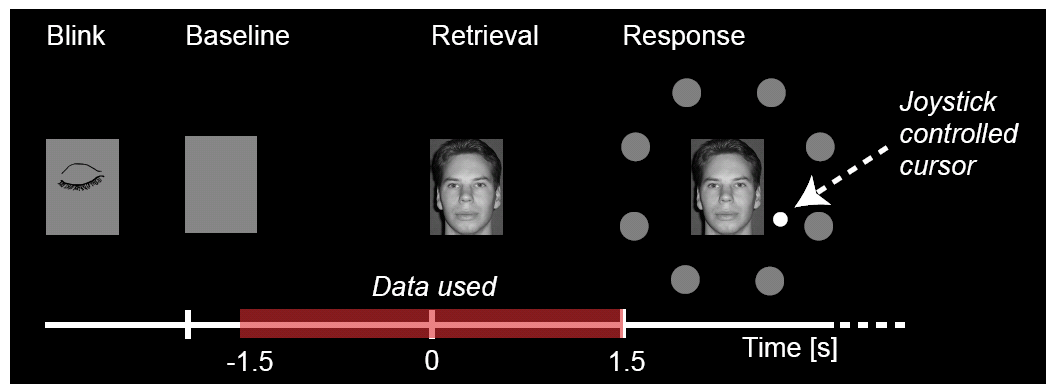 Blink
Baseline
Retrieval
Response
Joystick
controlled
cursor
Data used
-1.5
0
1.5
Time [s]